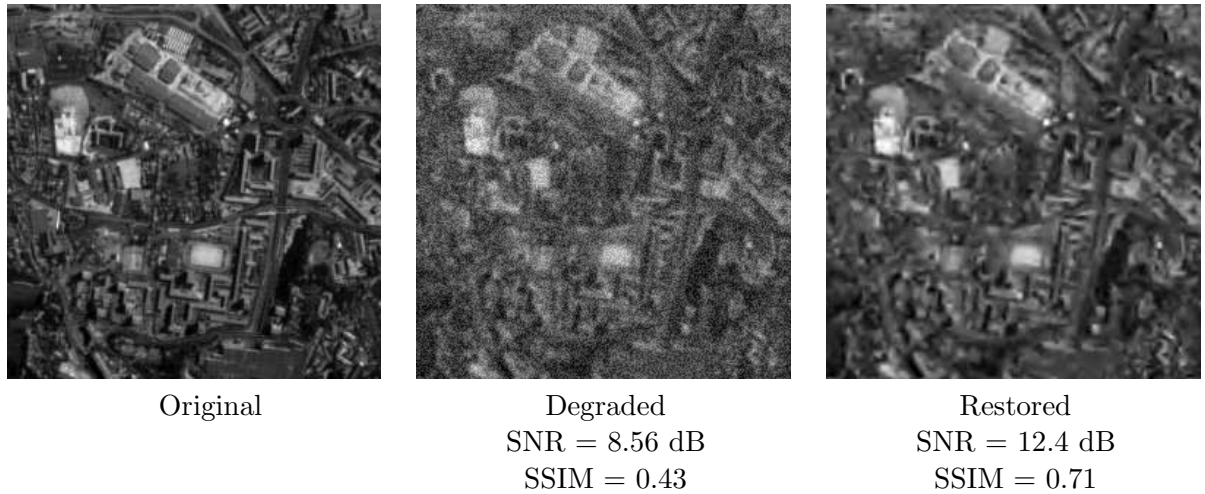 Original
Degraded
SNR = 8.56 dB
SSIM = 0.43
Restored
SNR = 12.4 dB
SSIM = 0.71